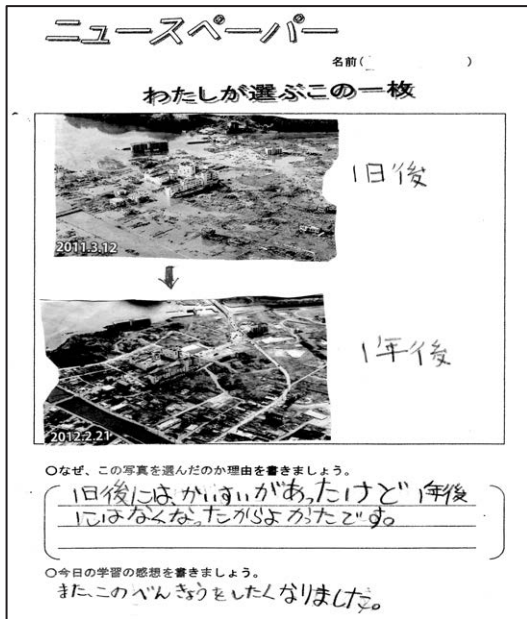 ニュースペーパー
名前(　　　　)
わたしが選ぶこの一枚
1日後
2011.3.12
1年後
2012.2.21
○なぜ、この写真を選んだのか理由を書きましょう。
1日後には、かいすいがあったけど1年後
にはなくなったからよかったです。
○今日の学習の感想を書きましょう。
また、このべんきょうをしたくなりました。